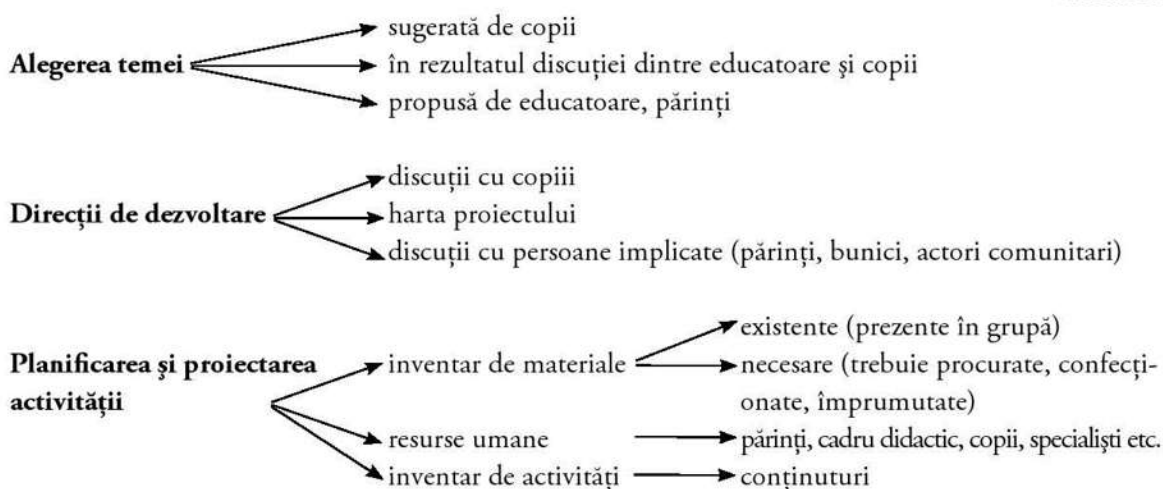 sugerată de copii
Alegerea temei în rezultatul discuției dintre educatoare și copii
propusă de educatoare, părinți
discuții cu copiii
Direcții de dezvoltare harta proiectului
discuții cu persoane implicate (părinți, bunici, actori comunitari)
existente (prezente în grupă)
Planificarea şi proiectarea inventar de materiale necesare (trebuie procurate, confecți-
activității onate, împrumutate)
resurse umane părinți, cadru didactic, copii, specialiști etc.
inventar de activități conținuturi